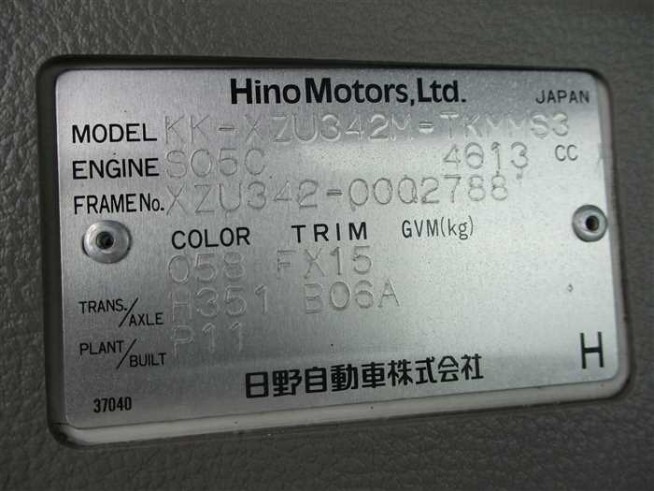 Hino Motors, Ltd. JAPAN
MODEL KK-XZU342M-TKMMS3
ENGINE S05C 4613 CC
FRAME No. XZU342-0002788
COLOR TRIM GVM(kg)
058 FX15
TRANS./AXLE H351 B06A
PLANT/BUILT P11
日野自動車株式会社 H
37040